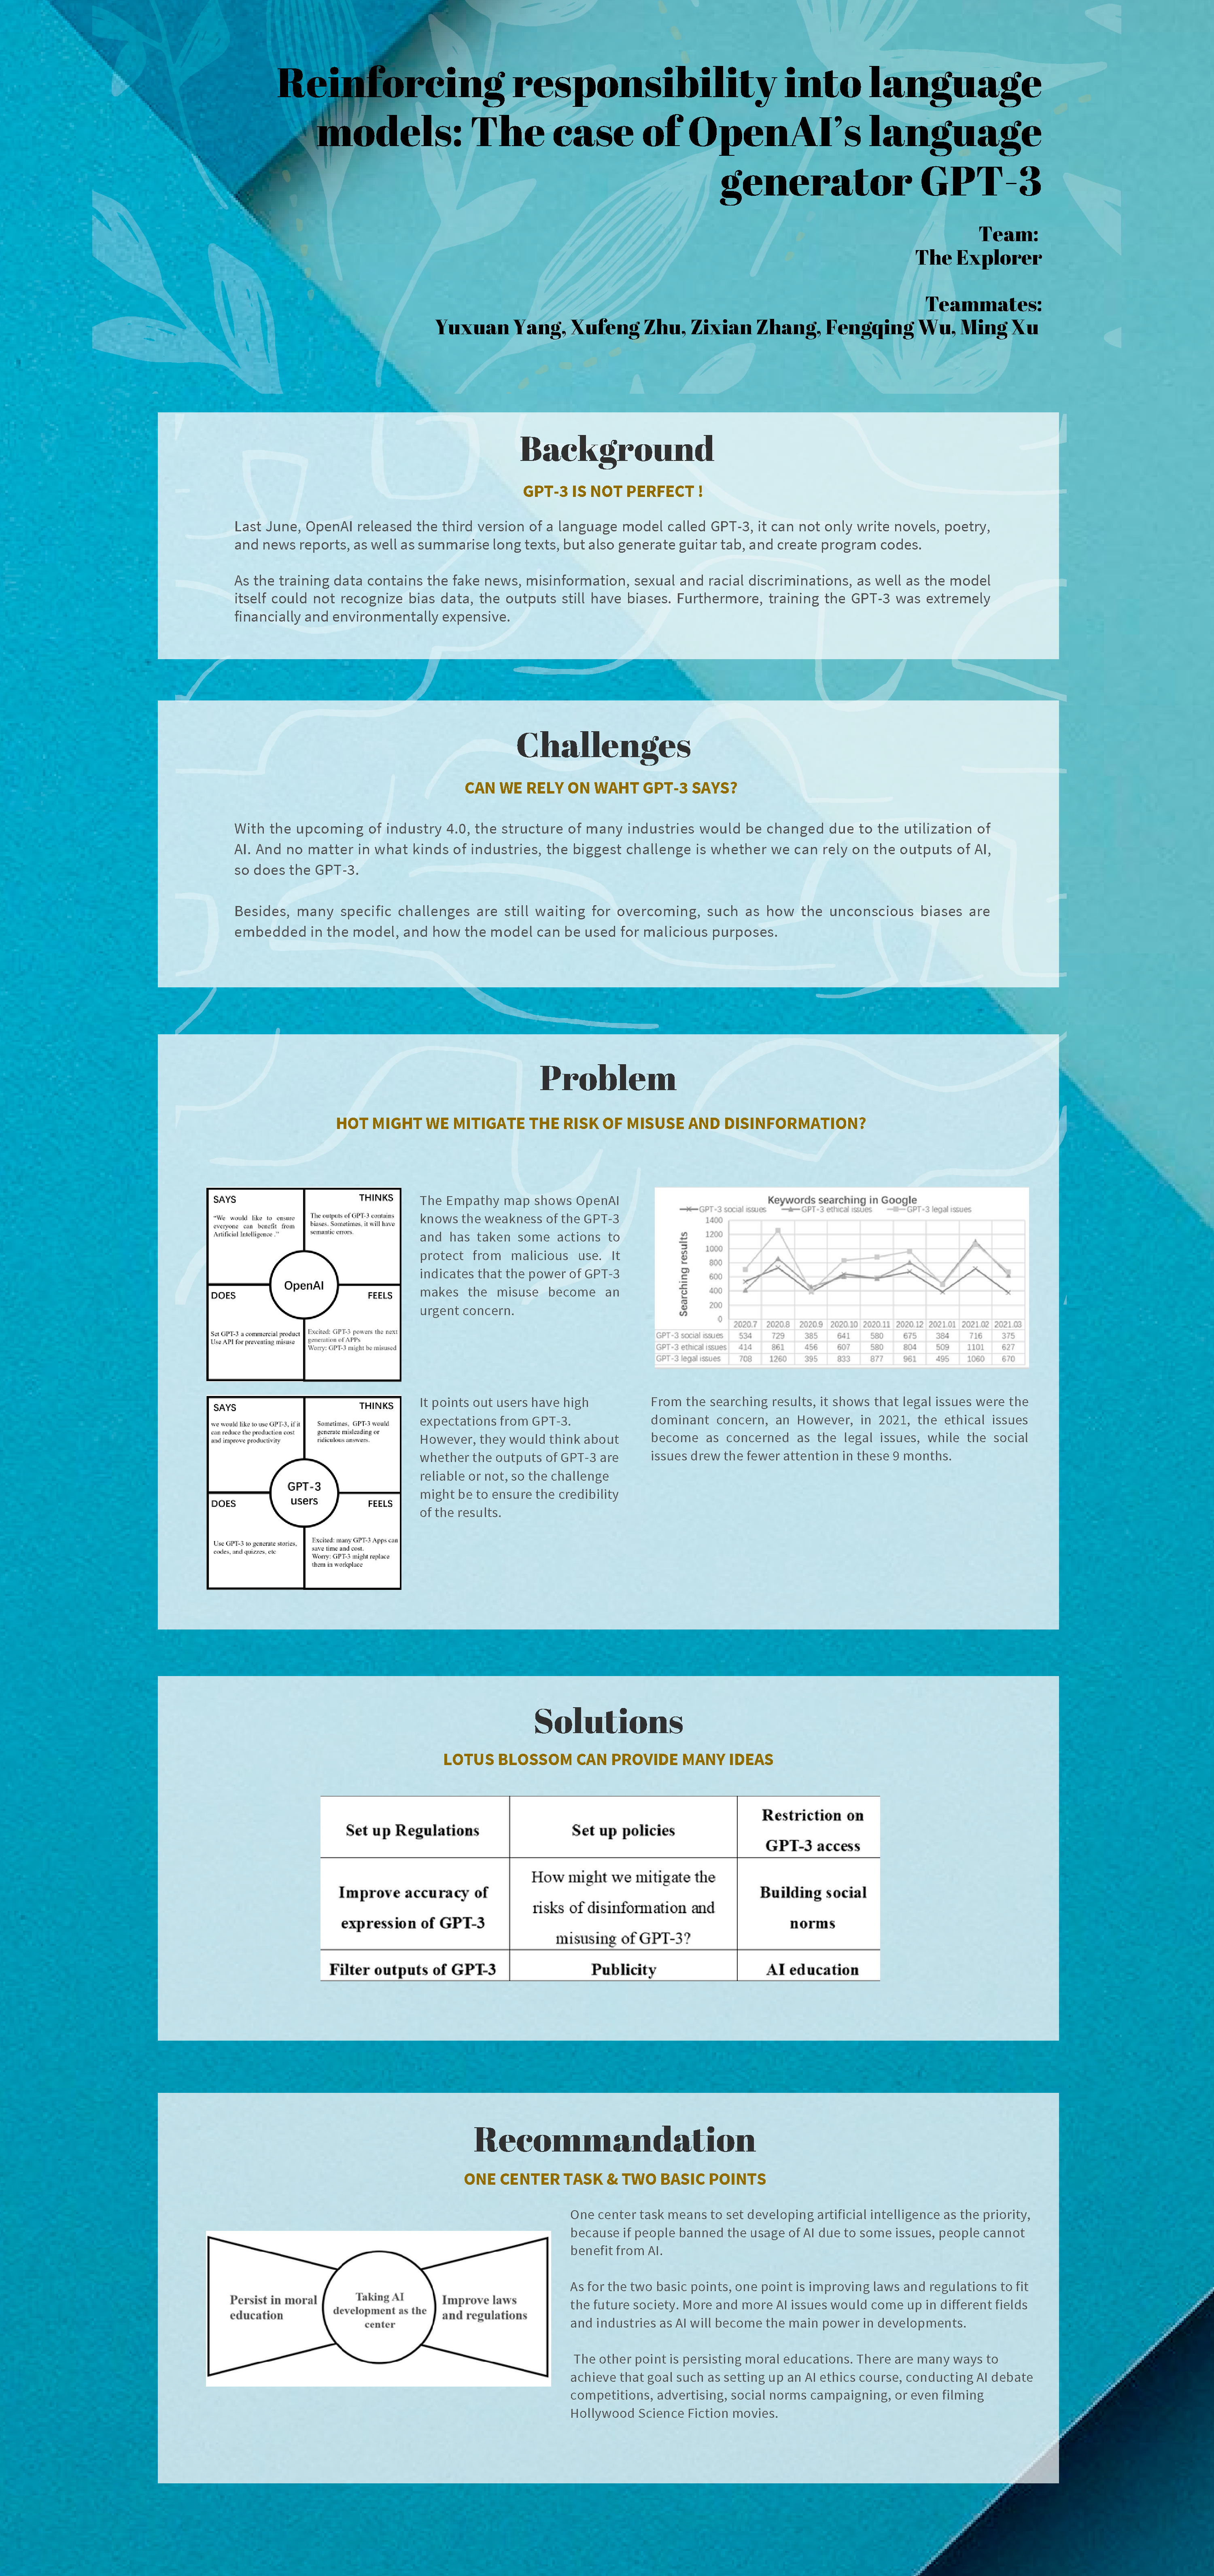 Reinforcing responsibility into language
models: The case of OpenAI's language
generator GPT-3
Team:
The Explorer
Teammates:
Yuxuan Yang, Xufeng Zhu, Zixian Zhang, Fengqing Wu, Ming Xu
Background
GPT-3 IS NOT PERFECT !
Last June, OpenAI released the third version of a language model called GPT-3, it can not only write novels, poetry,
and news reports, as well as summarise long texts, but also generate guitar tab, and create program codes.
As the training data contains the fake news, misinformation, sexual and racial discriminations, as well as the model
itself could not recognize bias data, the outputs still have biases. Furthermore, training the GPT-3 was extremely
financially and environmentally expensive.
Challenges
CAN WE RELY ON WAHT GPT-3 SAYS?
With the upcoming of industry 4.0, the structure of many industries would be changed due to the utilization of
AI. And no matter in what kinds of industries, the biggest challenge is whether we can rely on the outputs of AI,
so does the GPT-3.
Besides, many specific challenges are still waiting for overcoming, such as how the unconscious biases are
embedded in the model, and how the model can be used for malicious purposes.
Problem
HOT MIGHT WE MITIGATE THE RISK OF MISUSE AND DISINFORMATION?
SAYS
"We would like to ensure
everyone can benefit from
Artificial Intelligence."
THINKS
The outputs of GPT-3 contains
biases. Sometimes, it will have
semantic errors.
OpenAI
DOES
Set GPT-3 a commercial product
Use API for preventing misuse
FEELS
Excited: GPT-3 powers the next
generation of APPs.
Worry: GPT-3 might be misused
The Empathy map shows OpenAI
knows the weakness of the GPT-3
and has taken some actions to
protect from malicious use. It
indicates that the power of GPT-3
makes the misuse become an
urgent concern.
Keywords searching in Google
GPT-3 social issues GPT-3 ethical issues GPT-3 legal issues
Searching results
1400
1200
1000
800
600
400
200
0
2020.7 2020.8 2020.9 2020.10 2020.11 2020.12 2021.01 2021.02 2021.03
GPT-3 social issues 534 729 385 641 580 675 384 716 375
GPT-3 ethical issues 414 861 456 607 580 804 509 1101 627
GPT-3 legal issues 708 1260 395 833 877 961 495 1060 670
SAYS
we would like to use GPT-3, if it
can reduce the production cost
and improve productivity
THINKS
Sometimes, GPT-3 would
generate misleading or
ridiculous answers.
GPT-3
users
DOES
Use GPT-3 to generate stories,
codes, and quizzes, etc
FEELS
Excited: many GPT-3 Apps can
save time and cost.
Worry: GPT-3 might replace
them in workplace
It points out users have high
expectations from GPT-3.
However, they would think about
whether the outputs of GPT-3 are
reliable or not, so the challenge
might be to ensure the credibility
of the results.
From the searching results, it shows that legal issues were the
dominant concern, an However, in 2021, the ethical issues
become as concerned as the legal issues, while the social
issues drew the fewer attention in these 9 months.
Solutions
LOTUS BLOSSOM CAN PROVIDE MANY IDEAS
Set up Regulations
Set up policies
Restriction on
GPT-3 access
Improve accuracy of
expression of GPT-3
How might we mitigate the
risks of disinformation and
misusing of GPT-3?
Building social
norms
Filter outputs of GPT-3
Publicity
AI education
Recommandation
ONE CENTER TASK & TWO BASIC POINTS
Persist in moral
education
Taking AI
development as the
center
Improve laws
and regulations
One center task means to set developing artificial intelligence as the priority,
because if people banned the usage of AI due to some issues, people cannot
benefit from AI.
As for the two basic points, one point is improving laws and regulations to fit
the future society. More and more AI issues would come up in different fields
and industries as AI will become the main power in developments.
The other point is persisting moral educations. There are many ways to
achieve that goal such as setting up an AI ethics course, conducting AI debate
competitions, advertising, social norms campaigning, or even filming
Hollywood Science Fiction movies.